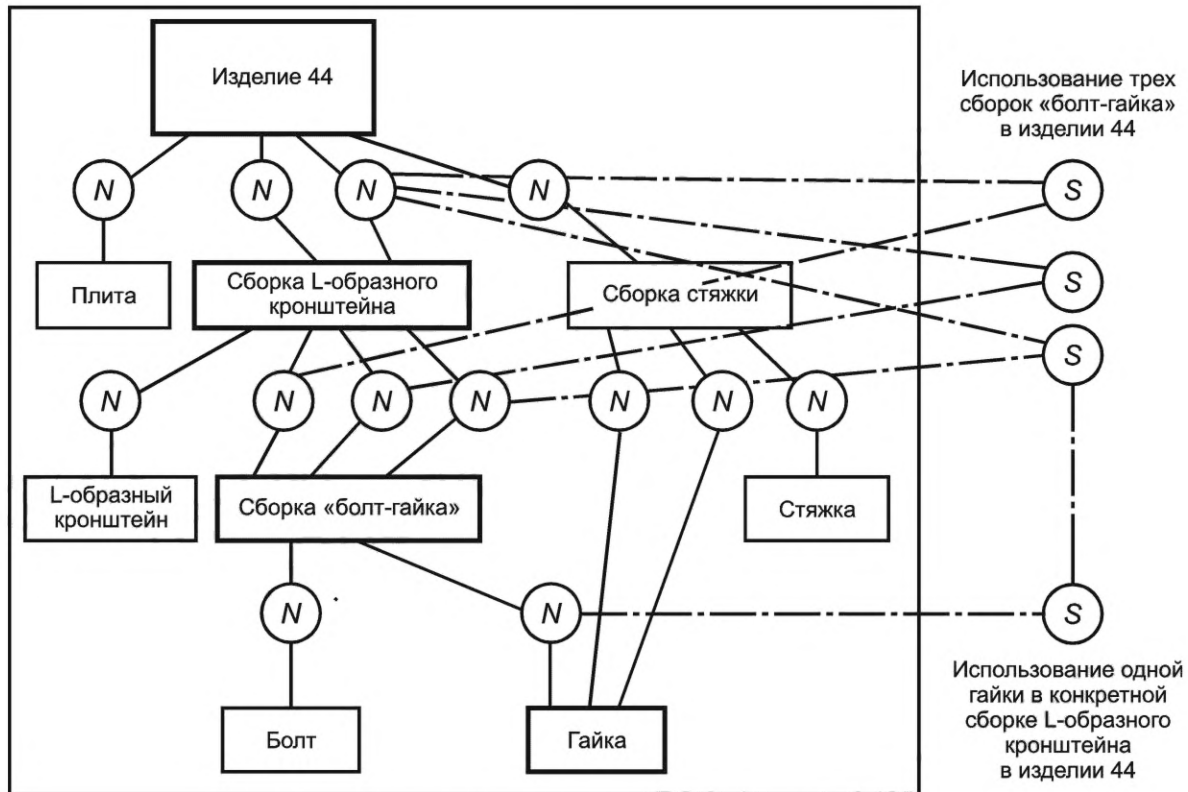 Изделие 44
Использование трех
сборок «болт-гайка»
в изделии 44
N
N
N
N
S
Плита
Сборка L-образного
кронштейна
Сборка стяжки
S
S
N
N
N
N
N
N
N
L-образный
кронштейн
Сборка «болт-гайка»
Стяжка
N
N
S
Болт
Гайка
Использование одной
гайки в конкретной
сборке L-образного
кронштейна
в изделии 44